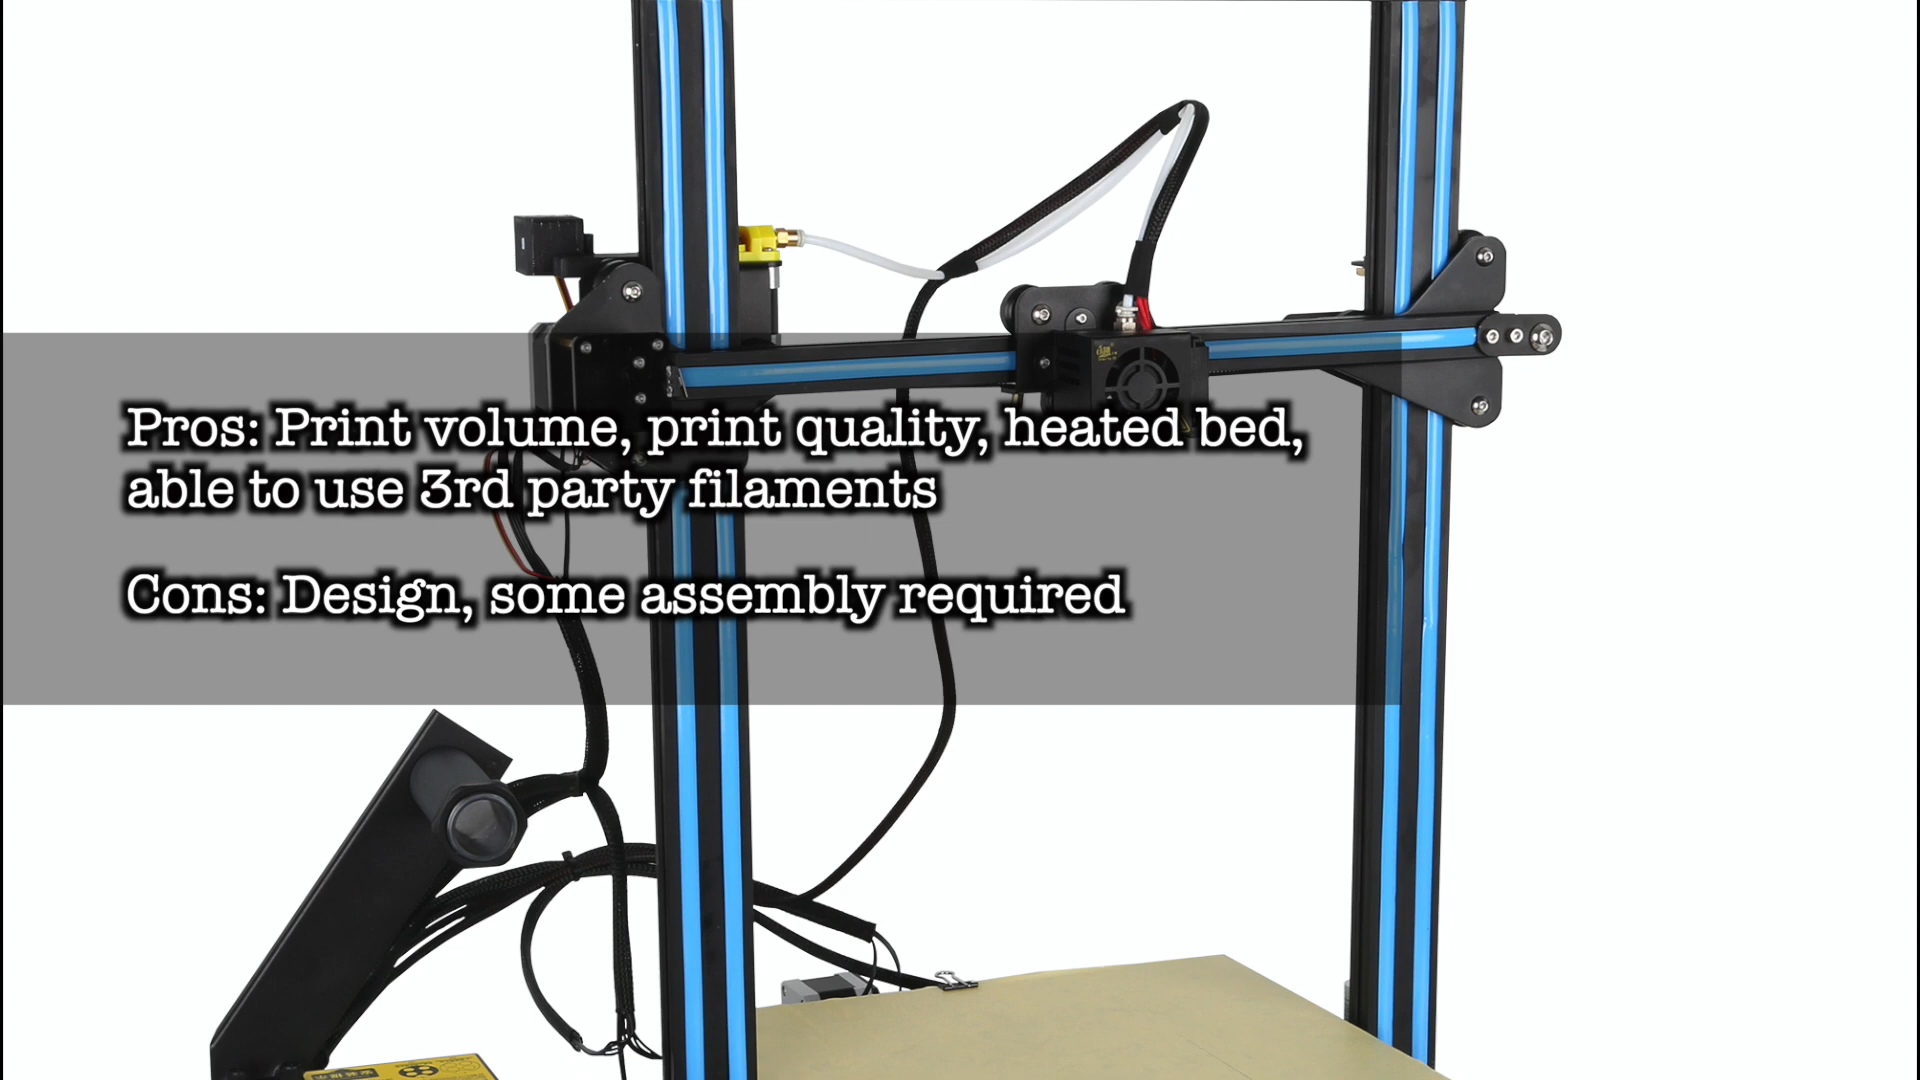 Pros: Print volume, print quality, heated bed,
able to use 3rd party filaments
Cons: Design, some assembly required